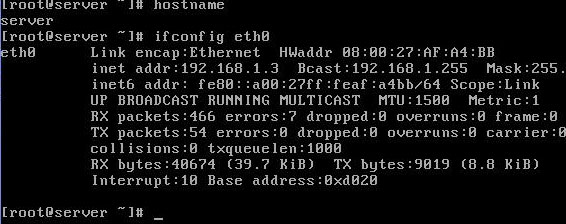 [root@server ~]# hostname
server
[root@server ~]# ifconfig eth0
eth0      Link encap:Ethernet  HWaddr 08:00:27:AF:A4:BB
          inet addr:192.168.1.3  Bcast:192.168.1.255  Mask:255.
          inet6 addr: fe80::a00:27ff:feaf:a4bb/64 Scope:Link
          UP BROADCAST RUNNING MULTICAST  MTU:1500  Metric:1
          RX packets:466 errors:7 dropped:0 overruns:0 frame:0
          TX packets:54 errors:0 dropped:0 overruns:0 carrier:0
          collisions:0 txqueuelen:1000
          RX bytes:40674 (39.7 KiB)  TX bytes:9019 (8.8 KiB)
          Interrupt:10 Base address:0xd020
[root@server ~]# _